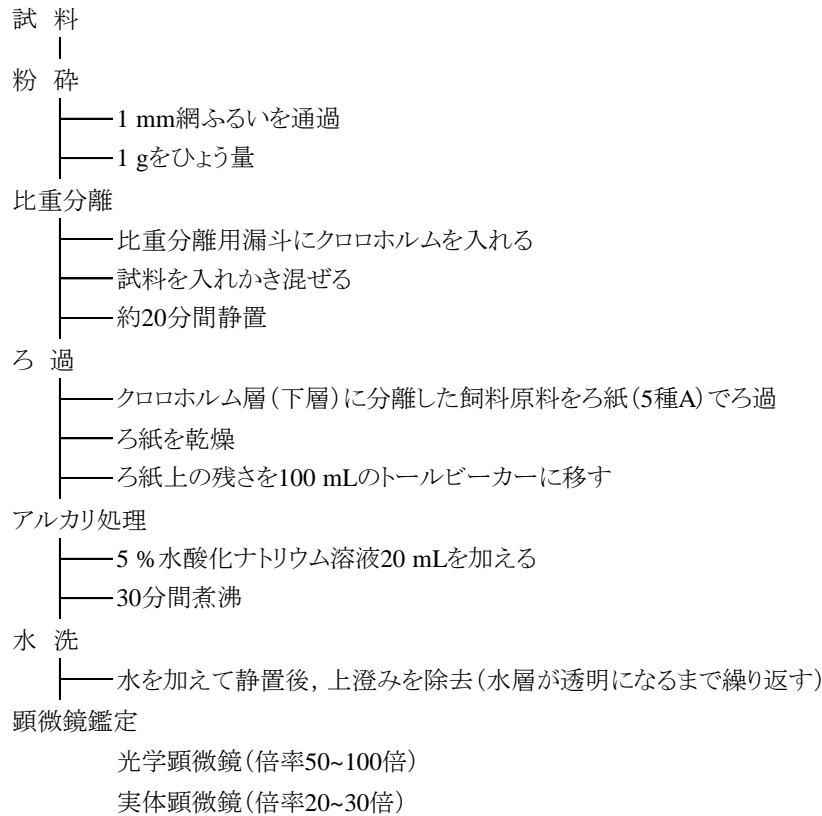 試 料
粉 砕
1 mm網ふるいを通過
1 gをひょう量
比重分離
比重分離用漏斗にクロロホルムを入れる
試料を入れかき混ぜる
約20分間静置
ろ 過
クロロホルム層(下層)に分離した飼料原料をろ紙(5種A)でろ過
ろ紙を乾燥
ろ紙上の残さを100 mLのトールビーカーに移す
アルカリ処理
5 %水酸化ナトリウム溶液20 mLを加える
30分間煮沸
水 洗
水を加えて静置後, 上澄みを除去(水層が透明になるまで繰り返す)
顕微鏡鑑定
光学顕微鏡(倍率50~100倍)
実体顕微鏡(倍率20~30倍)